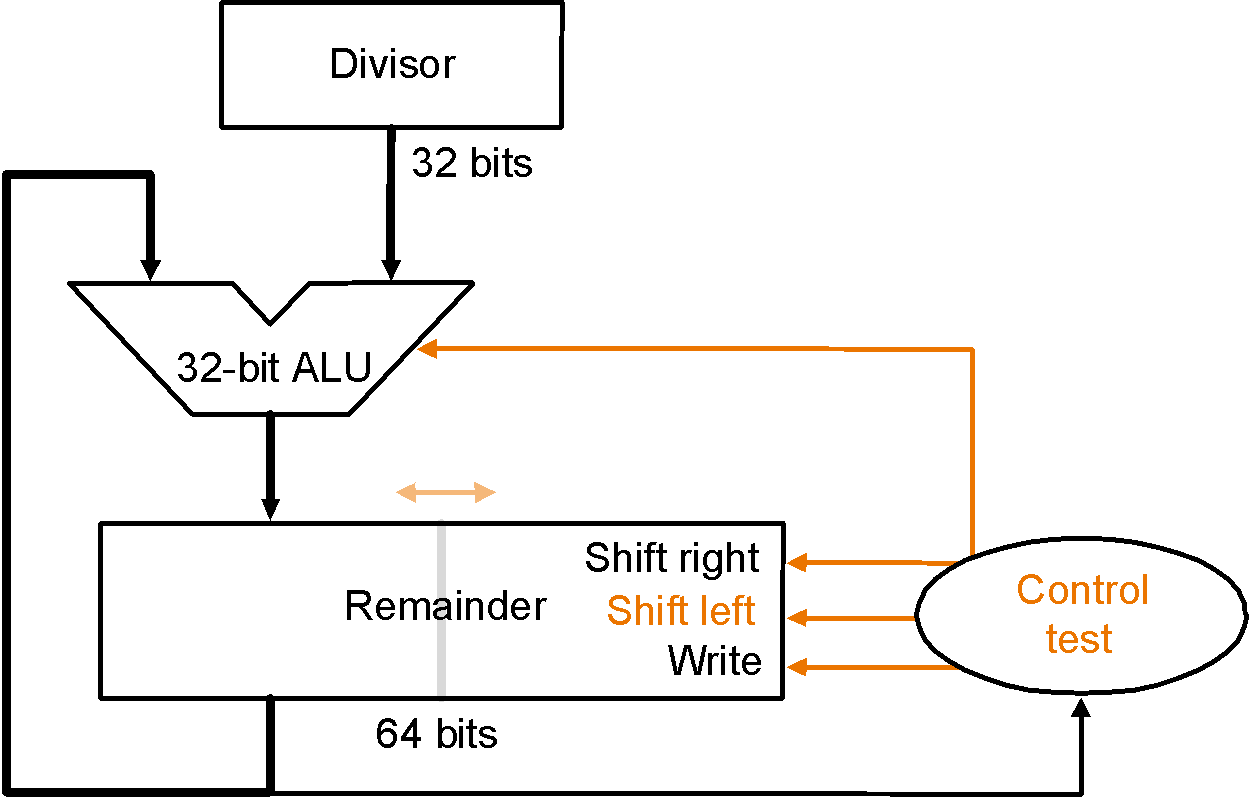 Divisor
32 bits
32-bit ALU
Shift right
Remainder
Shift left
Write
64 bits
Control
test